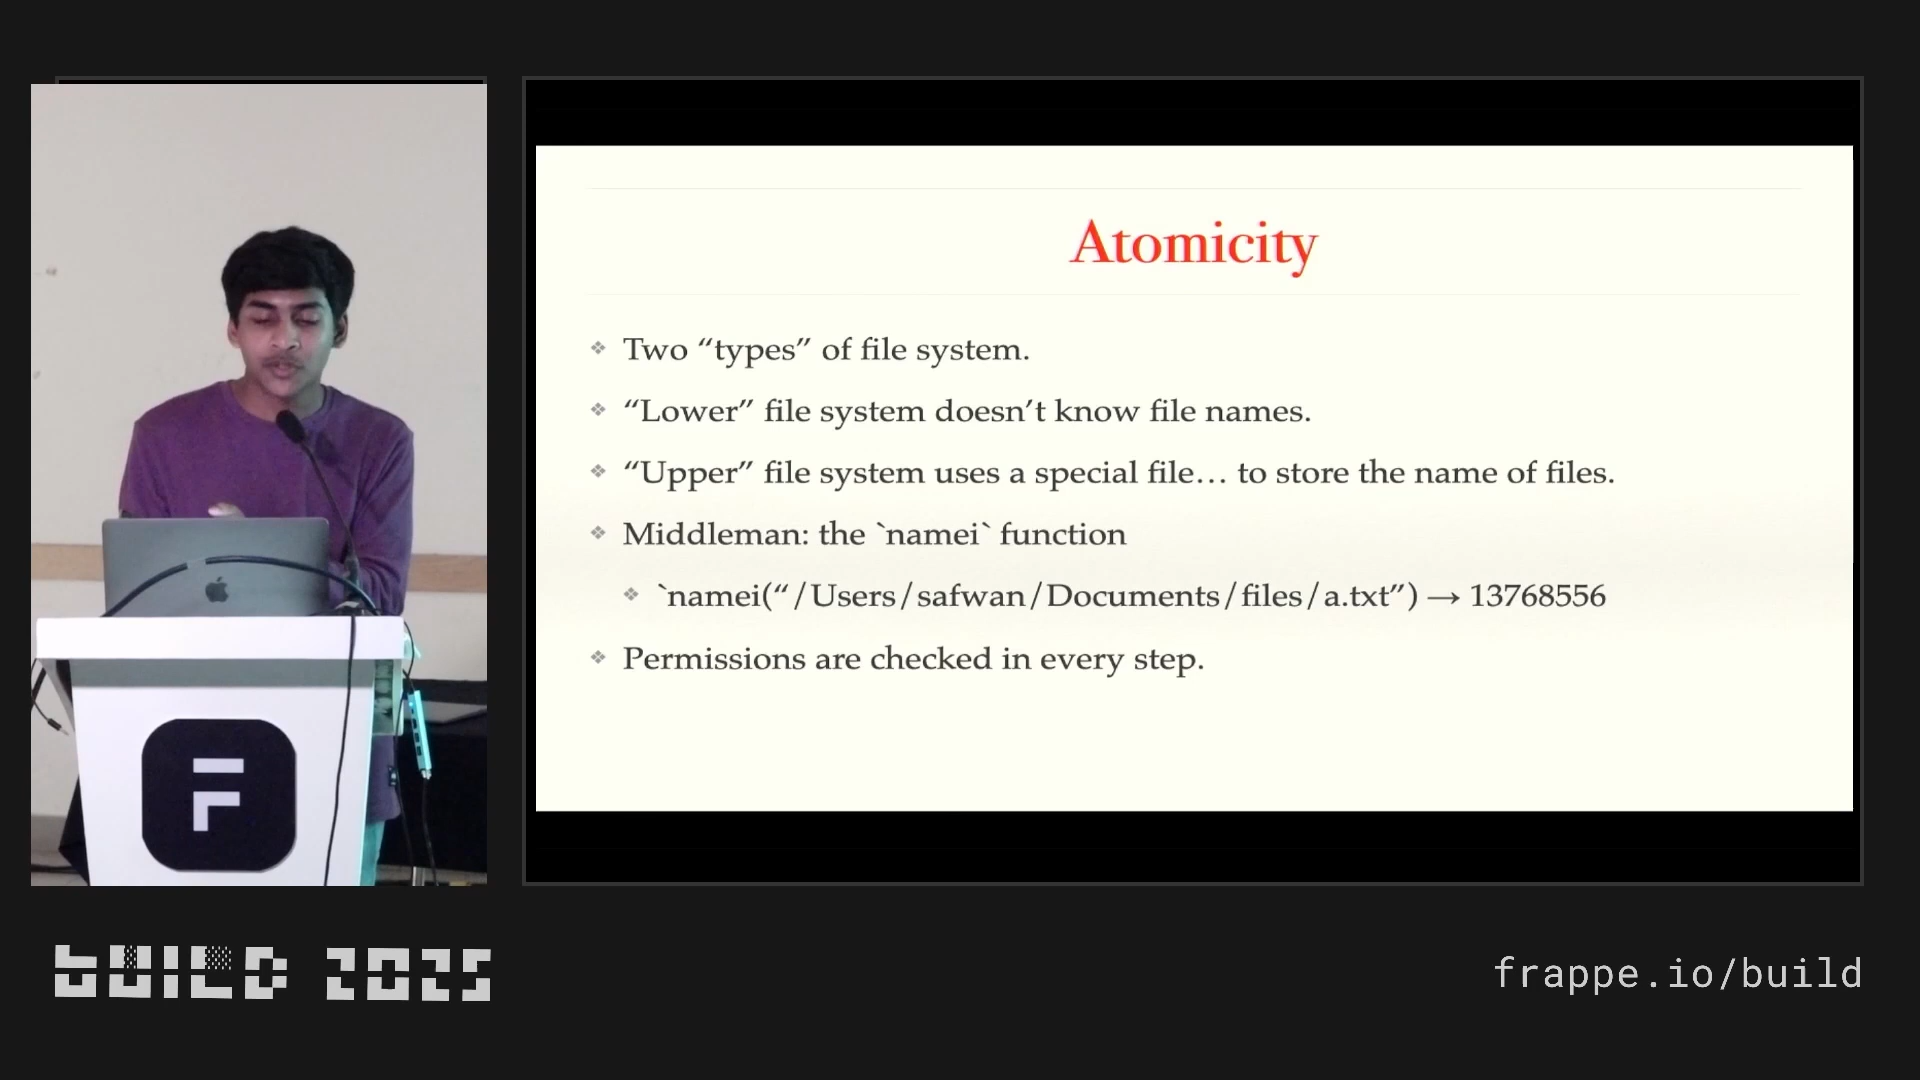 Atomicity
Two “types” of file system.
“Lower” file system doesn’t know file names.
“Upper” file system uses a special file… to store the name of files.
Middleman: the `namei` function
`namei(“/Users/safwan/Documents/files/a.txt”) → 13768556
Permissions are checked in every step.
F
BUILD 2025
frappe.io/build